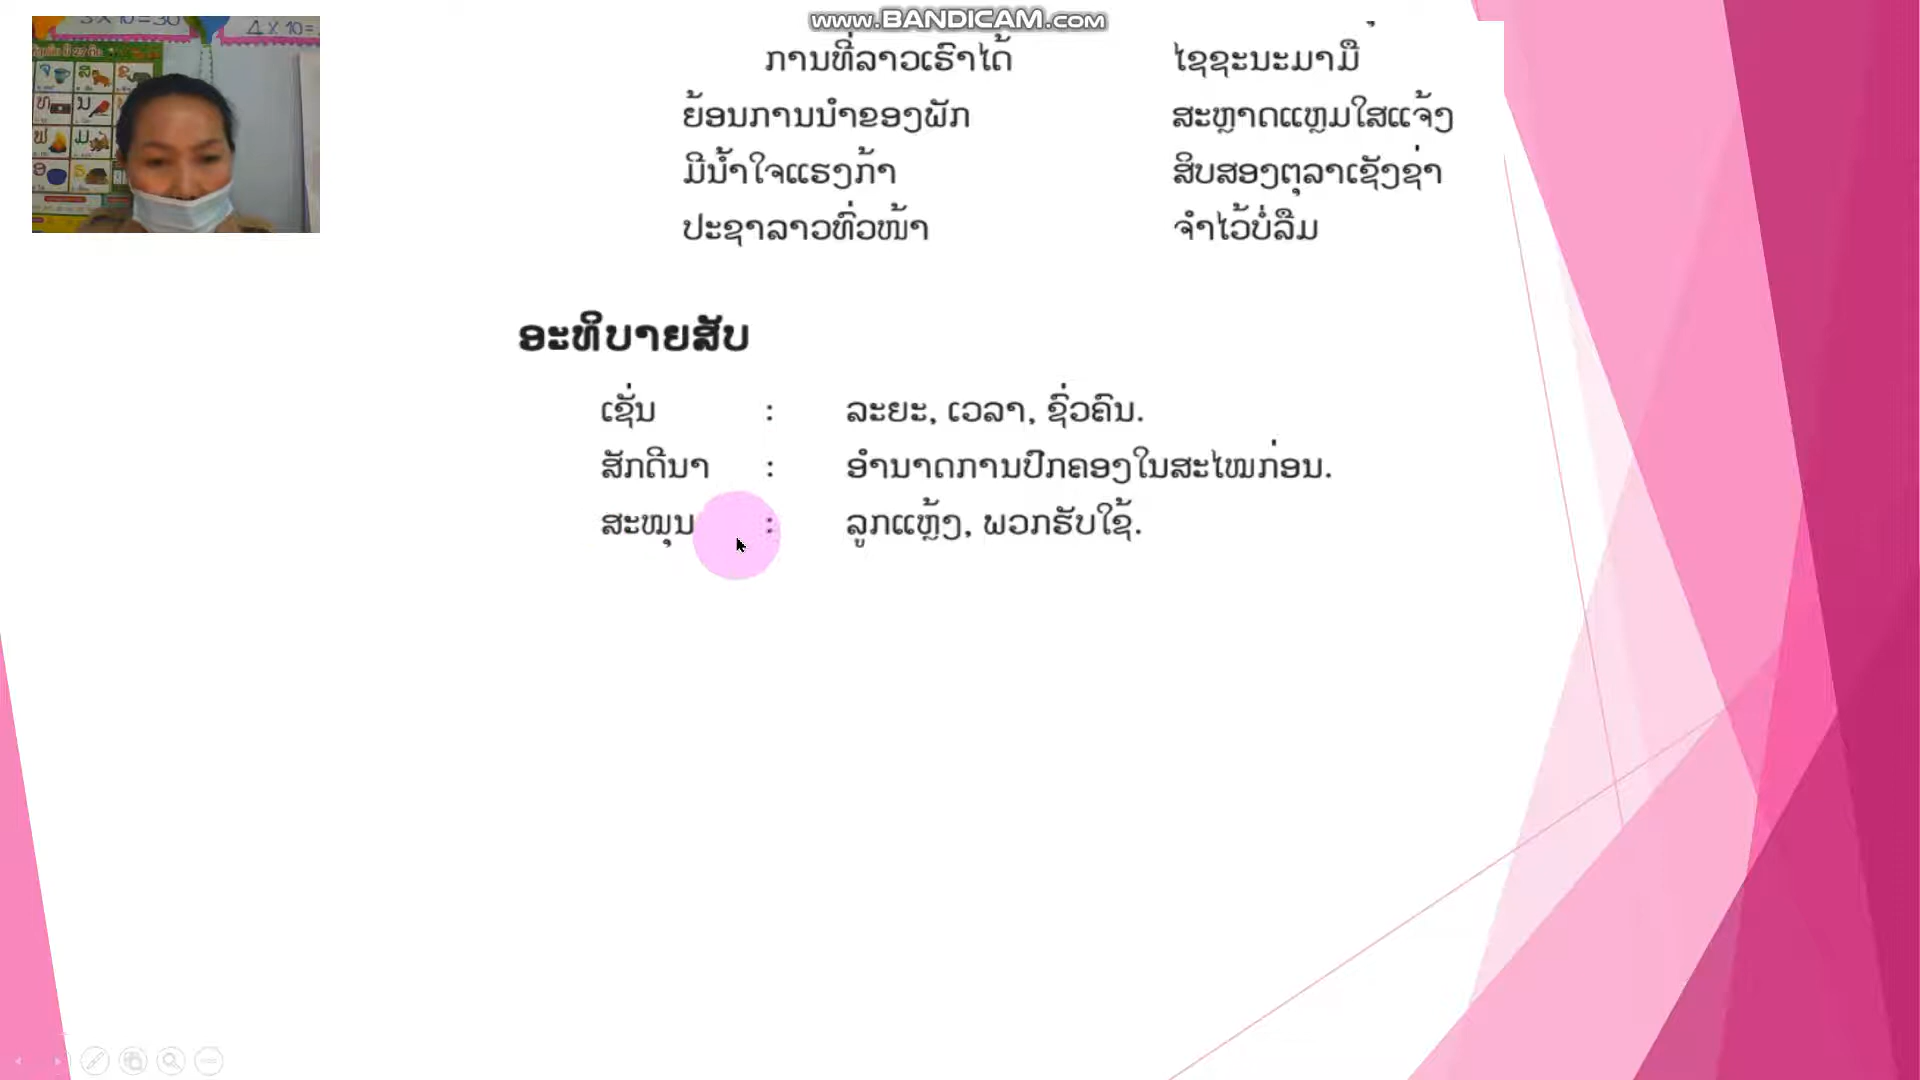 www.BANDICAM.com
3 X 10 = 30
4 X 10 =
ການທີ່ລາວເຮົາໄດ້ ໄຊຊະນະມາມື
ຍ້ອນການນຳຂອງພັກ ສະຫຼາດແຫຼມໃສແຈ້ງ
ມີນ້ຳໃຈແຮງກ້າ ສິບສອງຕຸລາເຊັງຊ່າ
ປະຊາລາວທົ່ວໜ້າ ຈຳໄວ້ບໍ່ລືມ
ອະທິບາຍສັບ
ເຊັ່ນ : ລະຍະ, ເວລາ, ຊົ່ວຄົນ.
ສັກດີນາ : ອຳນາດການປົກຄອງໃນສະໄໝກ່ອນ.
ສະໝຸນ : ລູກແຫຼ້ງ, ພວກຮັບໃຊ້.